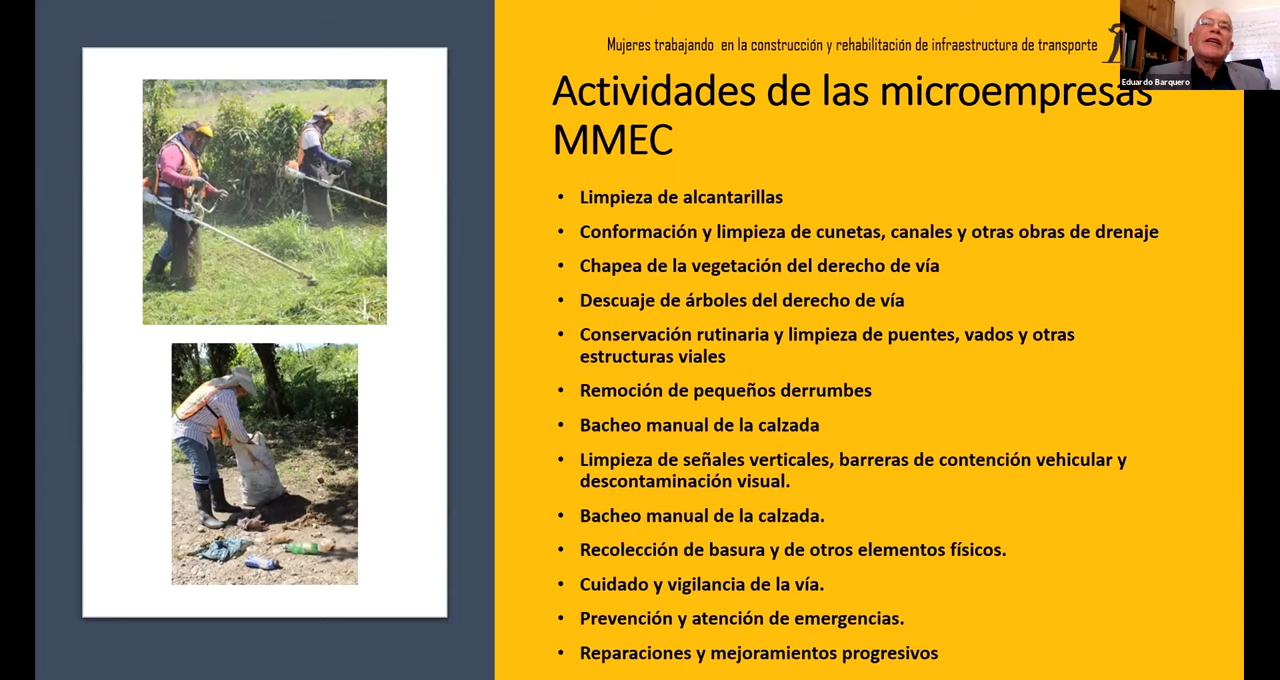 Mujeres trabajando en la construcción y rehabilitación de infraestructura de transporte
Eduardo Barquero
Actividades de las microempresas
MMEC
• Limpieza de alcantarillas
• Conformación y limpieza de cunetas, canales y otras obras de drenaje
• Chapea de la vegetación del derecho de vía
• Descuaje de árboles del derecho de vía
• Conservación rutinaria y limpieza de puentes, vados y otras
estructuras viales
• Remoción de pequeños derrumbes
• Bacheo manual de la calzada
• Limpieza de señales verticales, barreras de contención vehicular y
descontaminación visual.
• Bacheo manual de la calzada.
• Recolección de basura y de otros elementos físicos.
• Cuidado y vigilancia de la vía.
• Prevención y atención de emergencias.
• Reparaciones y mejoramientos progresivos